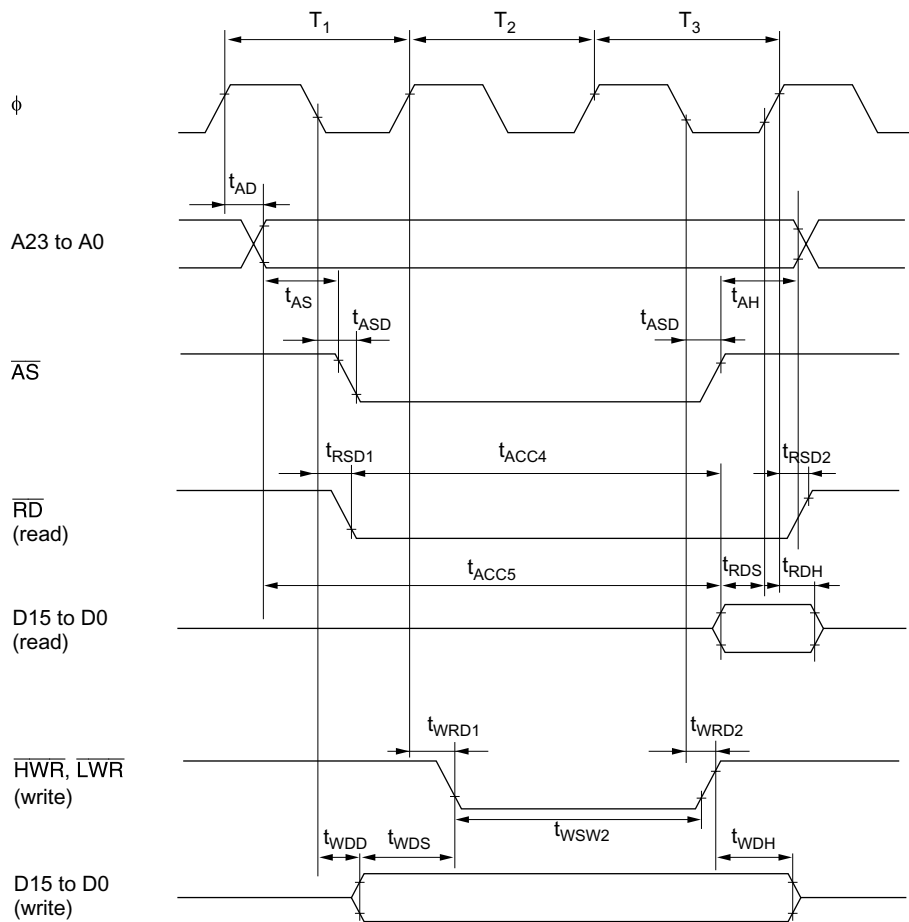 T1 T2 T3
ϕ
tAD
A23 to A0
tAS tAH
tASD tASD
AS
tRSD1 tACC4 tRSD2
RD
(read)
tACC5 tRDS tRDH
D15 to D0
(read)
tWRD1 tWRD2
HWR, LWR
(write)
tWSW2
tWDD tWDS tWDH
D15 to D0
(write)